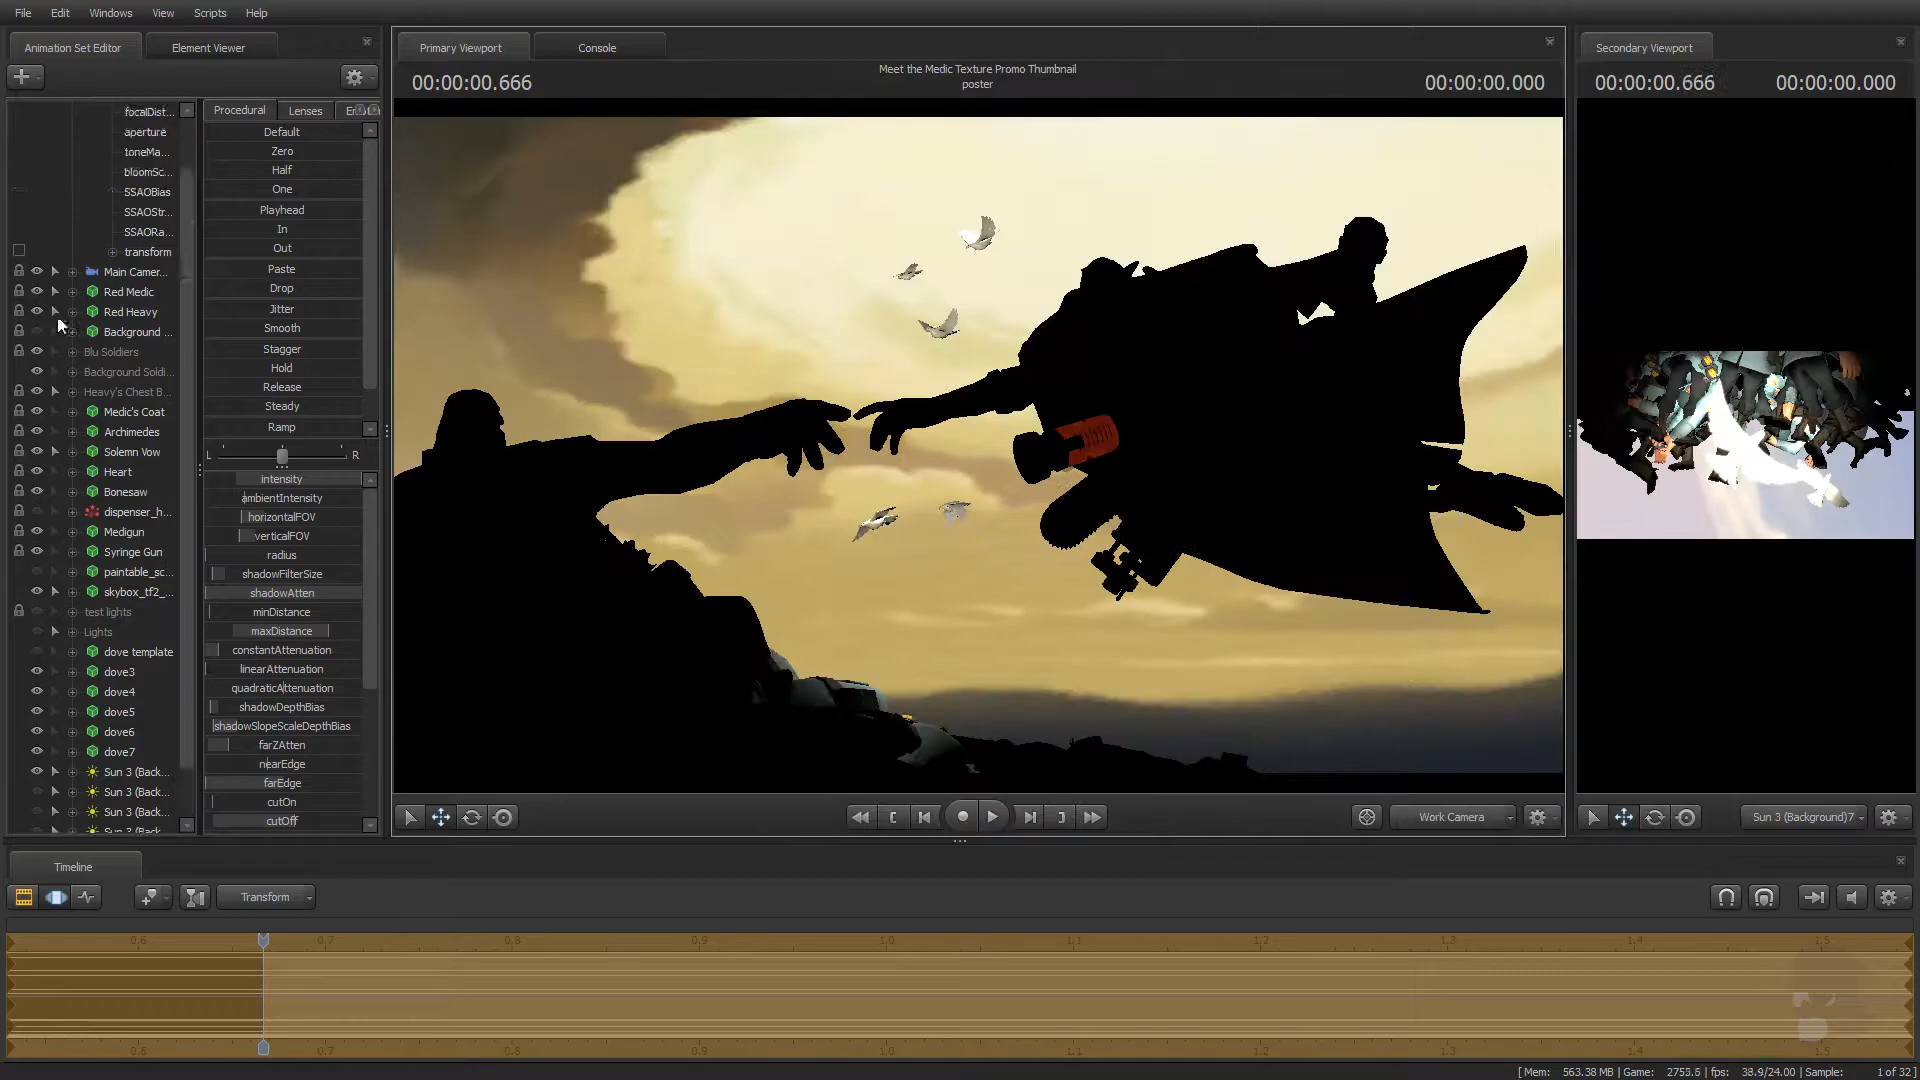 File Edit Windows View Scripts Help
Animation Set Editor Element Viewer
Primary Viewport Console
Secondary Viewport
00:00:00.666
Meet the Medic Texture Promo Thumbnail
poster
00:00:00.000
00:00:00.666 00:00:00.000
focalDist...
aperture
toneMa...
bloomSc...
SSAOBias
SSAOStr...
SSAORa...
transform
Main Camer...
Red Medic
Red Heavy
Background ...
Blu Soldiers
Background Soldi...
Heavy's Chest B...
Medic's Coat
Archimedes
Solemn Vow
Heart
Bonesaw
dispenser_h...
Medigun
Syringe Gun
paintable_sc...
skybox_tf2_...
test lights
Lights
dove template
dove3
dove4
dove5
dove6
dove7
Sun 3 (Back...
Sun 3 (Back...
Sun 3 (Back...
Sun 3 (Back...
Procedural Lenses
Default
Zero
Half
One
Playhead
In
Out
Paste
Drop
Jitter
Smooth
Stagger
Hold
Release
Steady
Ramp
L R
intensity
ambientIntensity
horizontalFOV
verticalFOV
radius
shadowFilterSize
shadowAtten
minDistance
maxDistance
constantAttenuation
linearAttenuation
quadraticAttenuation
shadowDepthBias
shadowSlopeScaleDepthBias
farZAtten
nearEdge
farEdge
cutOn
cutOff
Work Camera
Sun 3 (Background)7
Timeline
Transform
0.6 0.7 0.8 0.9 1.0 1.1 1.2 1.3 1.4 1.5
0.6 0.7 0.8 0.9 1.0 1.1 1.2 1.3 1.4 1.5
[ Mem: 563.38 MB | Game: 2755.5 | fps: 38.9/24.00 | Sample: 1 of 32 ]